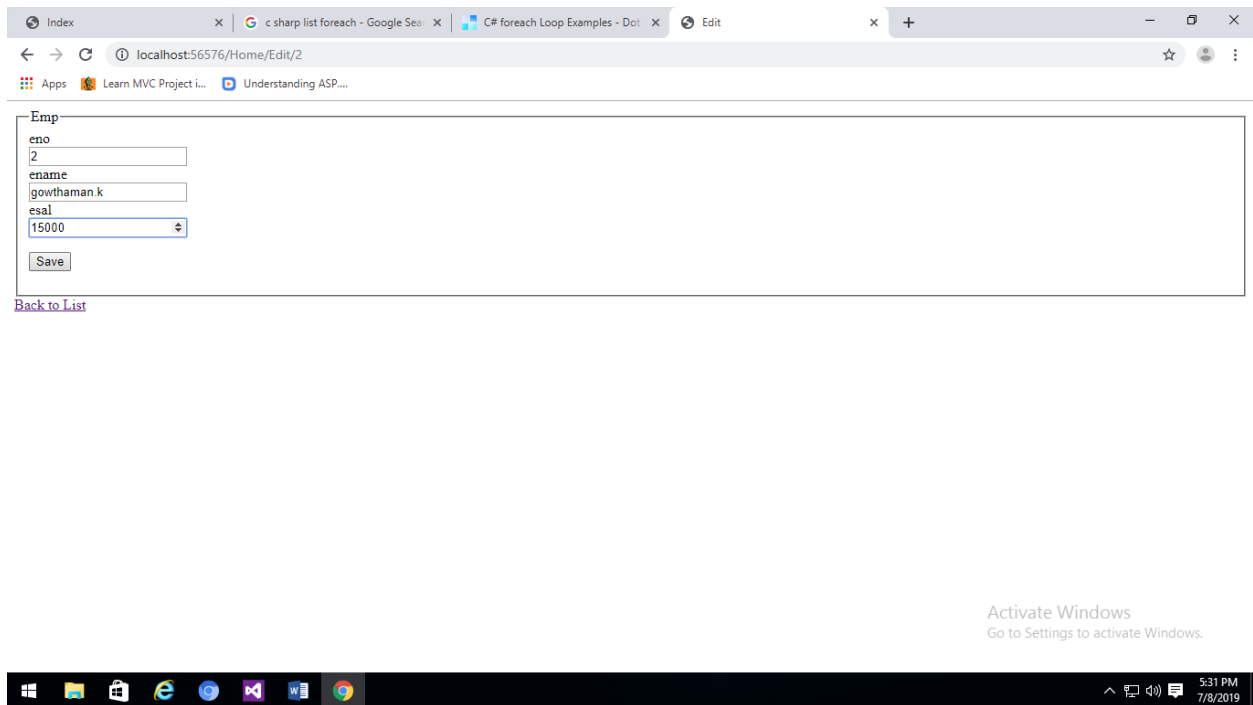 Index
c sharp list foreach - Google Sear
C# foreach Loop Examples - Dot
Edit
localhost:56576/Home/Edit/2
Apps
Learn MVC Project i...
Understanding ASP....
Emp
eno
2
ename
gowthaman.k
esal
15000
Save
Back to List
Activate Windows
Go to Settings to activate Windows.
5:31 PM
7/8/2019